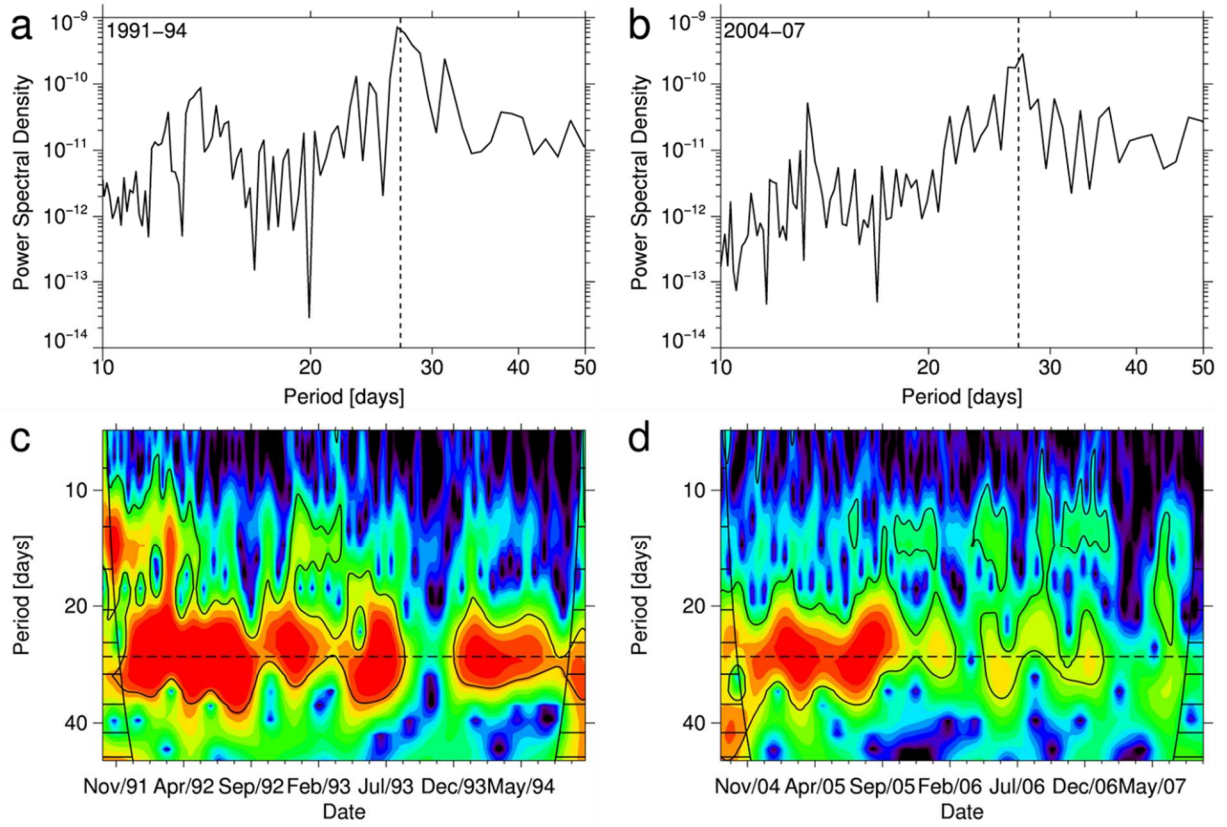 a
1991–94
10⁻⁹
10⁻¹⁰
10⁻¹¹
10⁻¹²
10⁻¹³
10⁻¹⁴
Power Spectral Density
10 20 30 40 50
Period [days]
b
2004–07
10⁻⁹
10⁻¹⁰
10⁻¹¹
10⁻¹²
10⁻¹³
10⁻¹⁴
Power Spectral Density
10 20 30 40 50
Period [days]
c
10
20
40
Period [days]
Nov/91 Apr/92 Sep/92 Feb/93 Jul/93 Dec/93 May/94
Date
d
10
20
40
Period [days]
Nov/04 Apr/05 Sep/05 Feb/06 Jul/06 Dec/06 May/07
Date